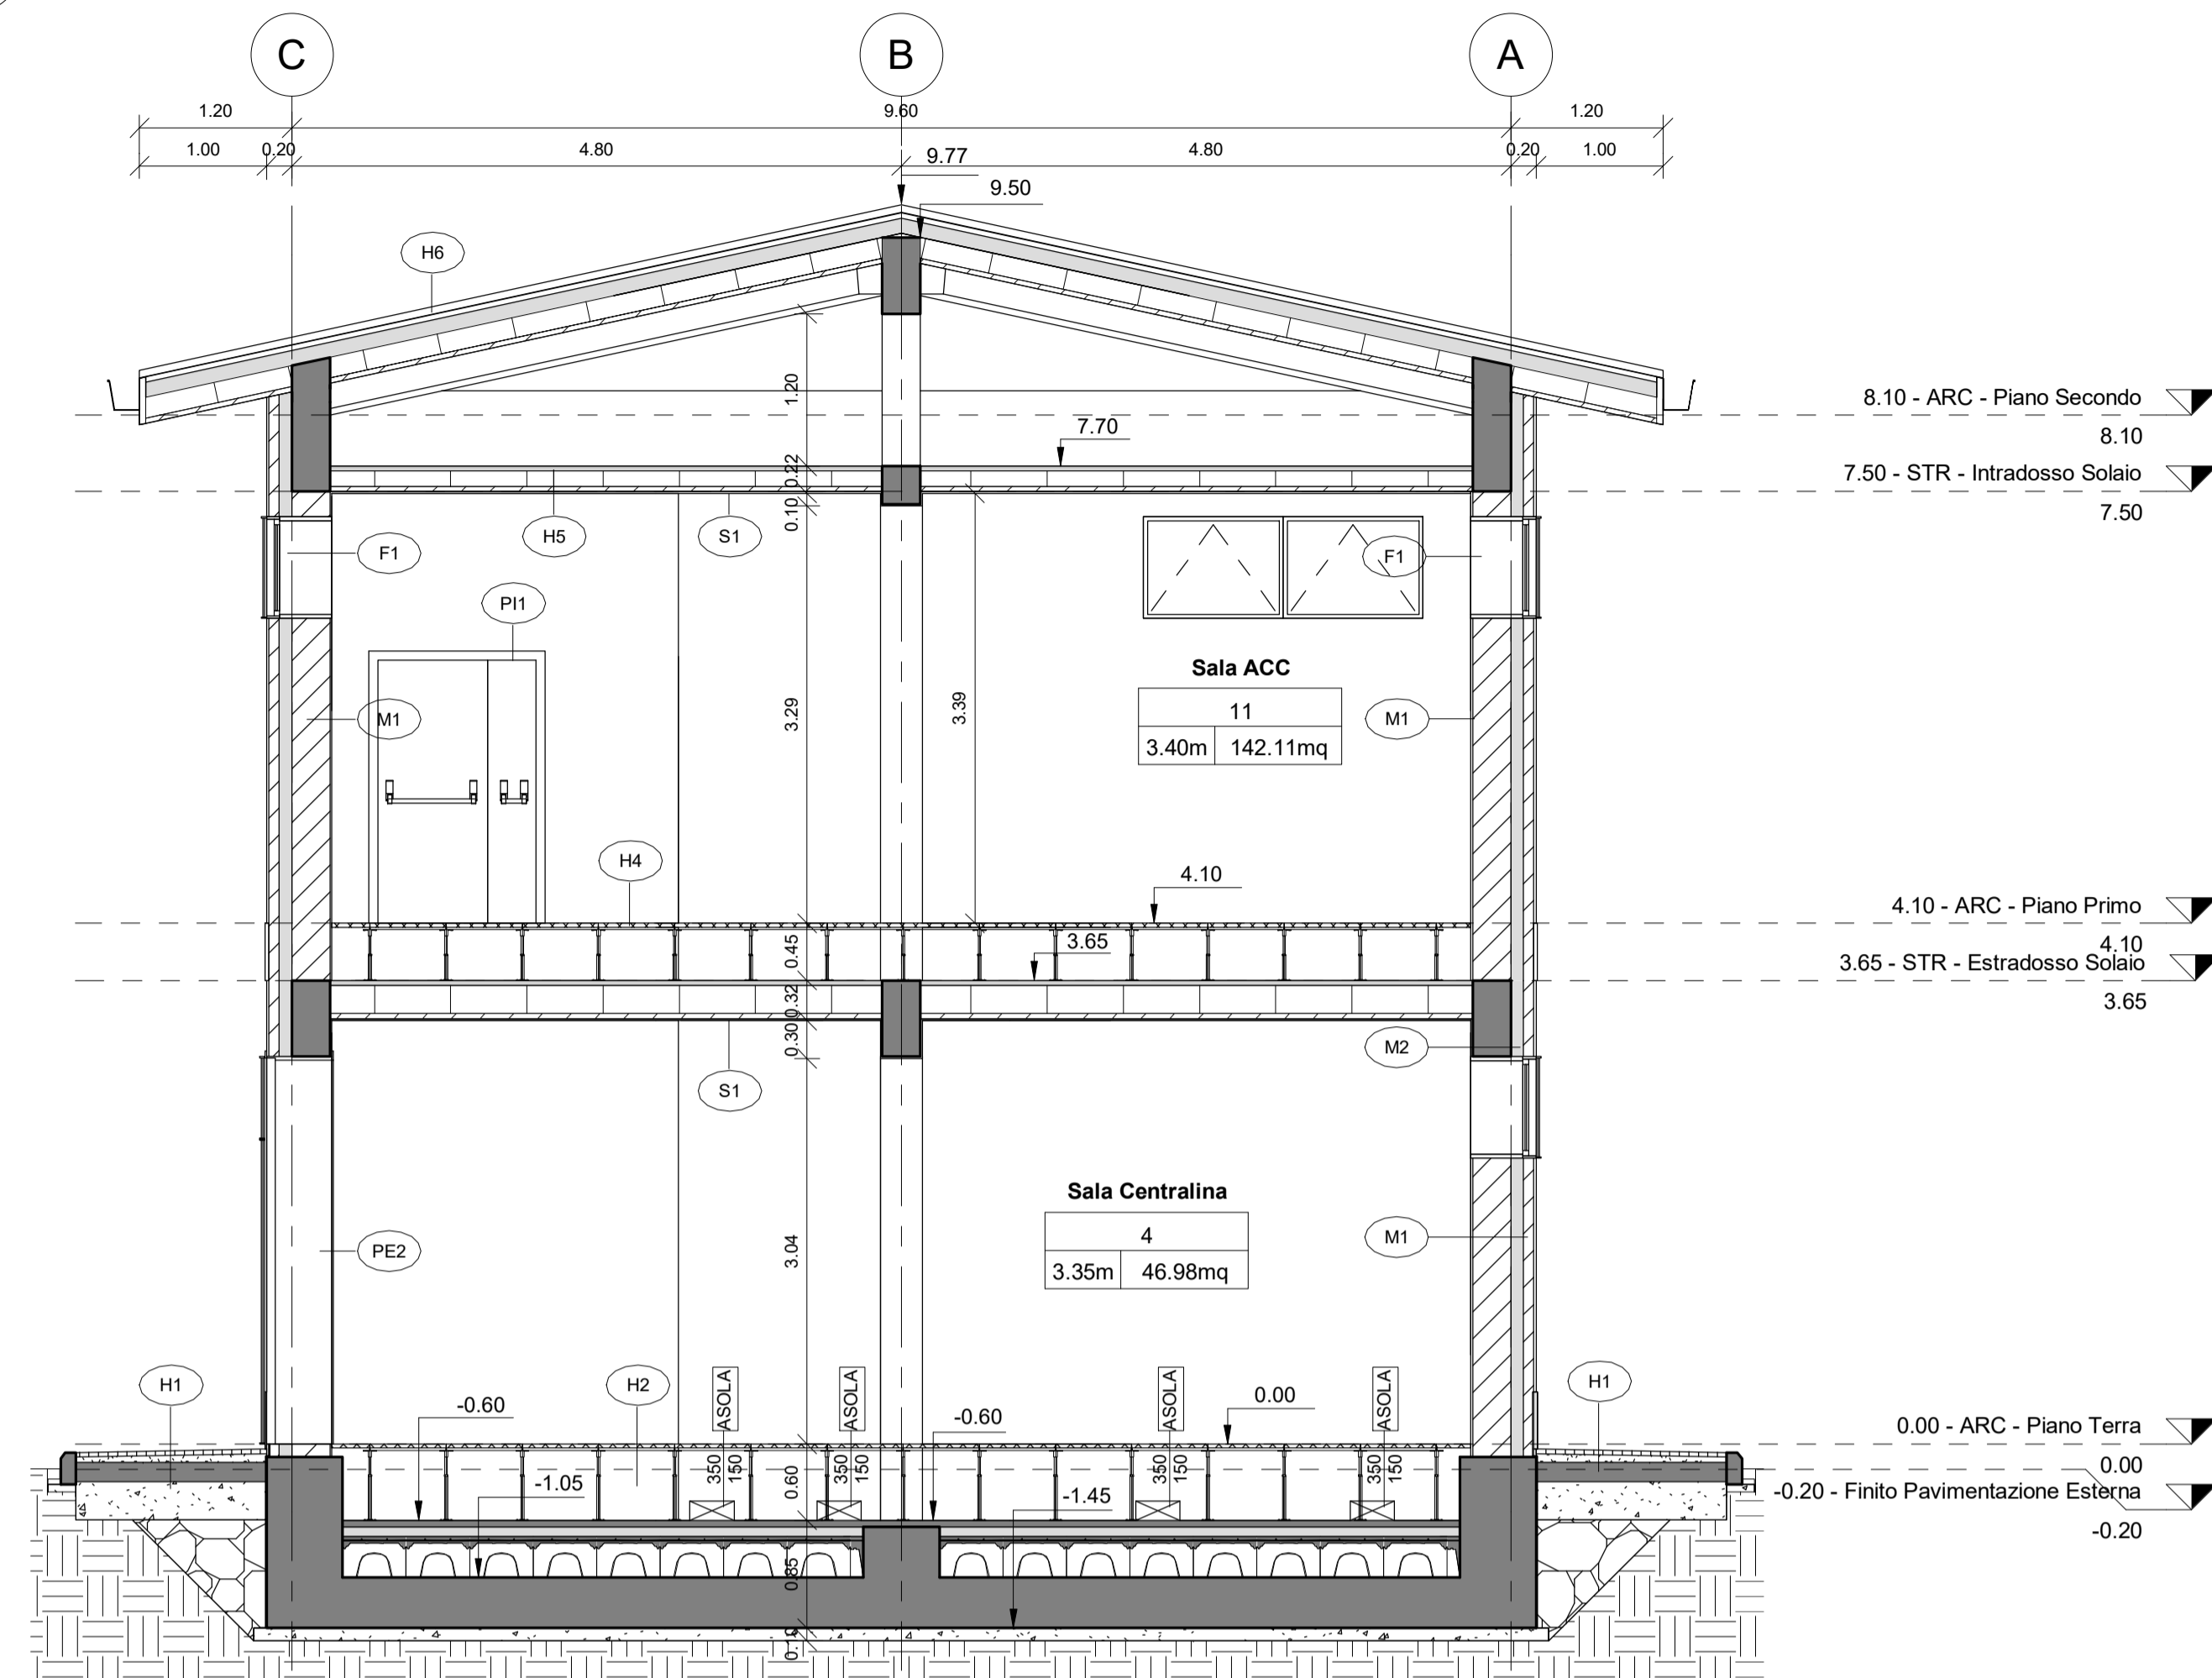 C
B
A
1.20
9.60
1.20
1.00
0.20
4.80
4.80
0.20
1.00
9.77
9.50
H6
1.20
8.10 - ARC - Piano Secondo
8.10
7.70
0.22
7.50 - STR - Intradosso Solaio
7.50
0.10
F1
H5
S1
F1
PI1
Sala ACC
11
3.40m
142.11mq
M1
3.29
3.39
M1
H4
4.10
4.10 - ARC - Piano Primo
4.10
0.45
3.65
3.65 - STR - Estradosso Solaio
3.65
0.32
0.30
M2
S1
Sala Centralina
4
3.35m
46.98mq
PE2
3.04
M1
H1
H2
ASOLA
ASOLA
ASOLA
ASOLA
H1
-0.60
-0.60
0.00
0.00 - ARC - Piano Terra
0.00
350
150
350
150
350
150
350
150
0.60
-1.05
-1.45
-0.20 - Finito Pavimentazione Esterna
-0.20
0.85